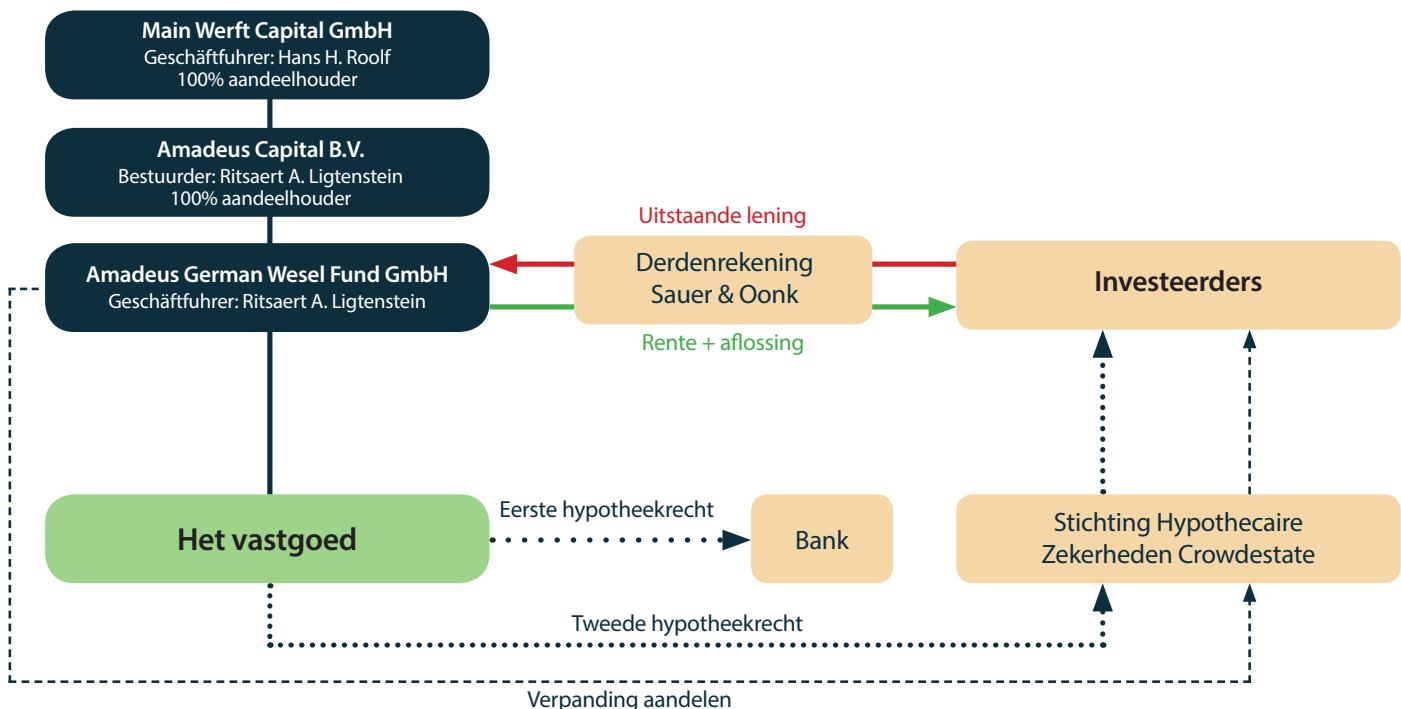 Main Werft Capital GmbH
Geschäftfuhrer: Hans H. Roolf
100% aandeelhouder
Amadeus Capital B.V.
Bestuurder: Ritsaert A. Ligtenstein
100% aandeelhouder
Uitstaande lening
Amadeus German Wesel Fund GmbH
Geschäftfuhrer: Ritsaert A. Ligtenstein
Derdenrekening
Sauer & Oonk
Investeerders
Rente + aflossing
Het vastgoed
Eerste hypotheekrecht
Bank
Stichting Hypothecaire
Zekerheden Crowdestate
Tweede hypotheekrecht
Verpanding aandelen